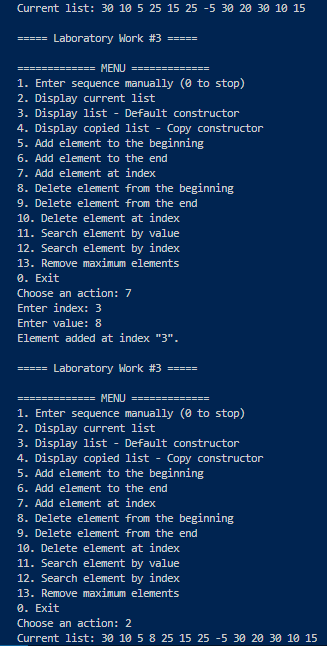 Current list: 30 10 5 25 15 25 -5 30 20 30 10 15
===== Laboratory Work #3 =====
============= MENU =============
1. Enter sequence manually (0 to stop)
2. Display current list
3. Display list - Default constructor
4. Display copied list - Copy constructor
5. Add element to the beginning
6. Add element to the end
7. Add element at index
8. Delete element from the beginning
9. Delete element from the end
10. Delete element at index
11. Search element by value
12. Search element by index
13. Remove maximum elements
0. Exit
Choose an action: 7
Enter index: 3
Enter value: 8
Element added at index "3".
===== Laboratory Work #3 =====
============= MENU =============
1. Enter sequence manually (0 to stop)
2. Display current list
3. Display list - Default constructor
4. Display copied list - Copy constructor
5. Add element to the beginning
6. Add element to the end
7. Add element at index
8. Delete element from the beginning
9. Delete element from the end
10. Delete element at index
11. Search element by value
12. Search element by index
13. Remove maximum elements
0. Exit
Choose an action: 2
Current list: 30 10 5 8 25 15 25 -5 30 20 30 10 15